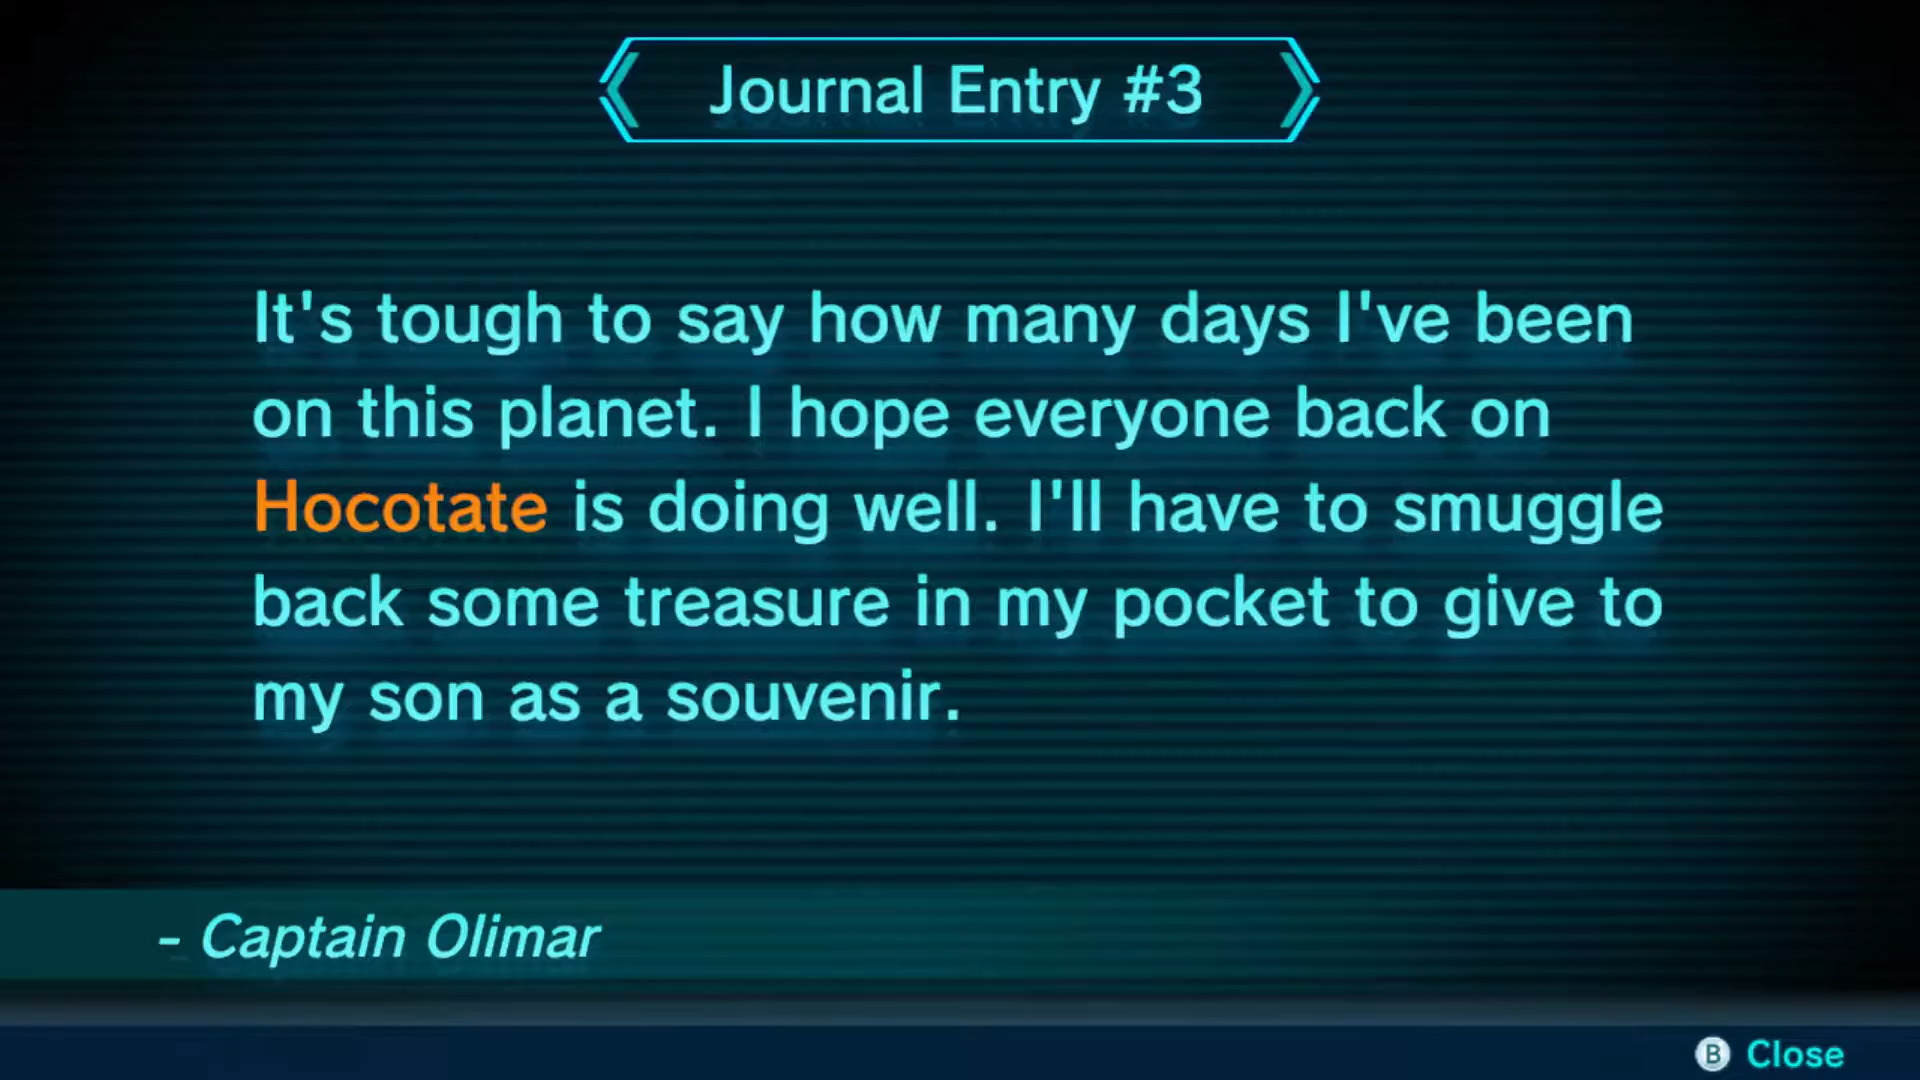 Journal Entry #3
It's tough to say how many days I've been
on this planet. I hope everyone back on
Hocotate is doing well. I'll have to smuggle
back some treasure in my pocket to give to
my son as a souvenir.
- Captain Olimar
B Close